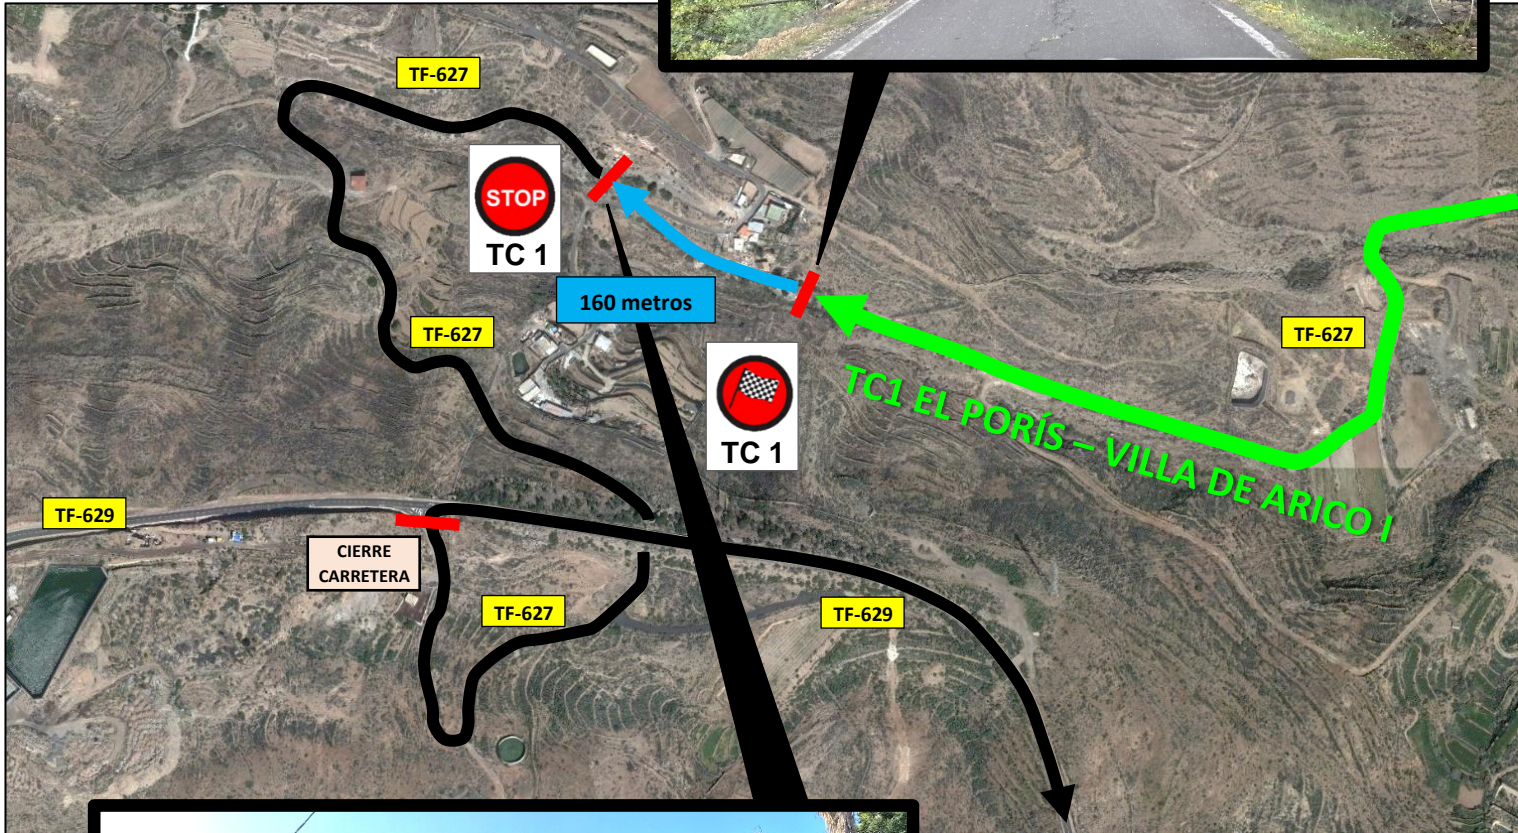 TF-627
STOP
TC 1
160 metros
TF-627
TF-627
TC 1
TC1 EL PORÍS – VILLA DE ARICO I
TF-629
CIERRE
CARRETERA
TF-627
TF-629